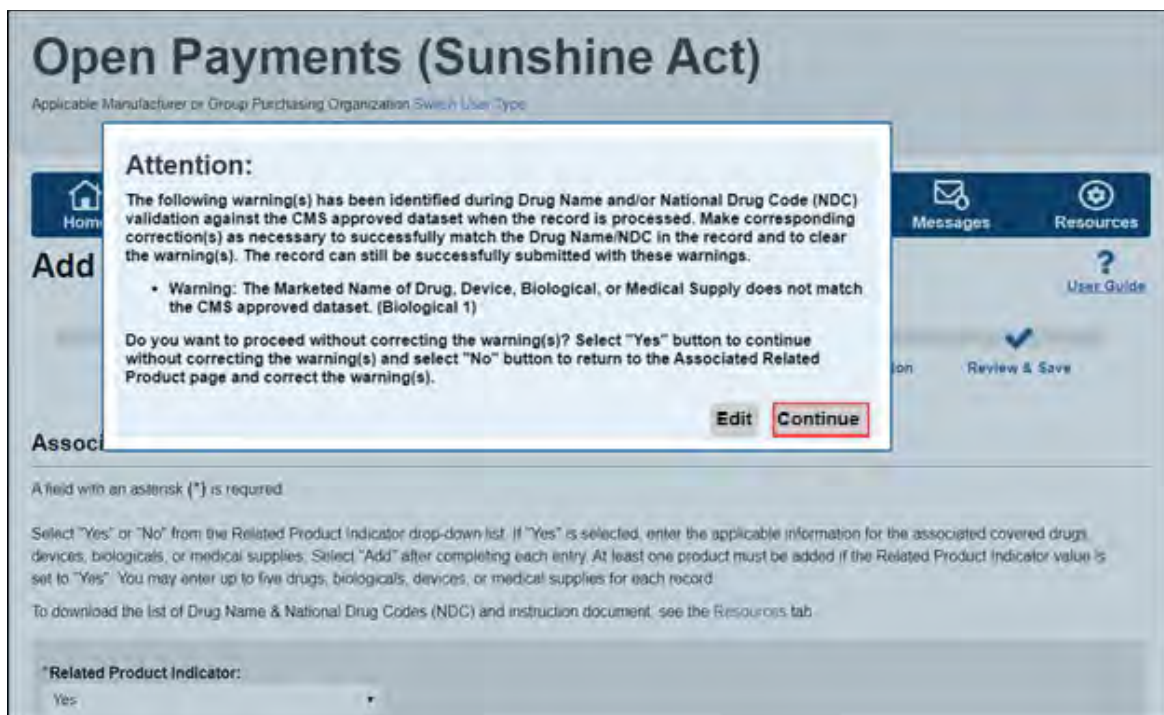 Open Payments (Sunshine Act)
Applicable Manufacturer or Group Purchasing Organization Switch User Type
Attention:
The following warning(s) has been identified during Drug Name and/or National Drug Code (NDC)
validation against the CMS approved dataset when the record is processed. Make corresponding
correction(s) as necessary to successfully match the Drug Name/NDC in the record and to clear
the warning(s). The record can still be successfully submitted with these warnings.
• Warning: The Marketed Name of Drug, Device, Biological, or Medical Supply does not match
the CMS approved dataset. (Biological 1)
Do you want to proceed without correcting the warning(s)? Select "Yes" button to continue
without correcting the warning(s) and select "No" button to return to the Associated Related
Product page and correct the warning(s).
Edit Continue
Hom
Messages
Resources
Add
?
User Guide
ion
Review & Save
Associ
A field with an asterisk (*) is required
Select "Yes" or "No" from the Related Product Indicator drop-down list. If "Yes" is selected, enter the applicable information for the associated covered drugs,
devices, biologicals, or medical supplies. Select "Add" after completing each entry. At least one product must be added if the Related Product Indicator value is
set to "Yes". You may enter up to five drugs, biologicals, devices, or medical supplies for each record
To download the list of Drug Name & National Drug Codes (NDC) and instruction document, see the Resources tab
*Related Product Indicator:
Yes